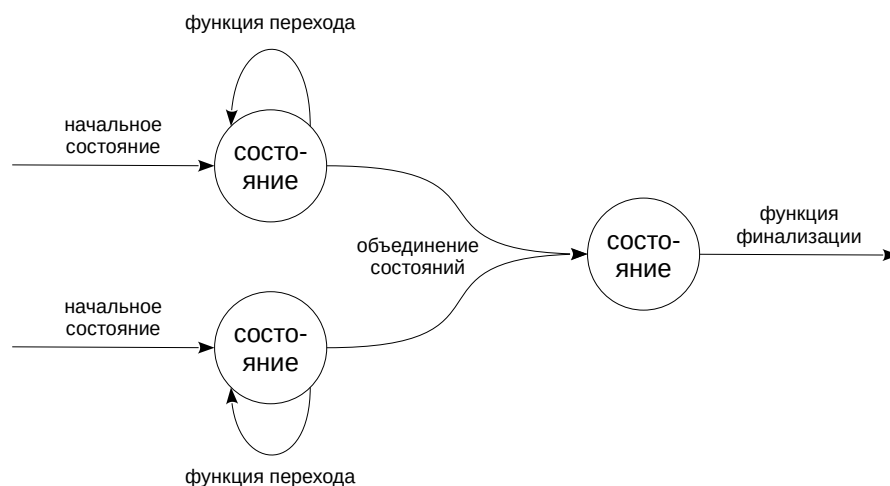 функция перехода
начальное
состояние
состо-
яние
объединение
состояний
состо-
яние
функция
финализации
начальное
состояние
состо-
яние
функция перехода